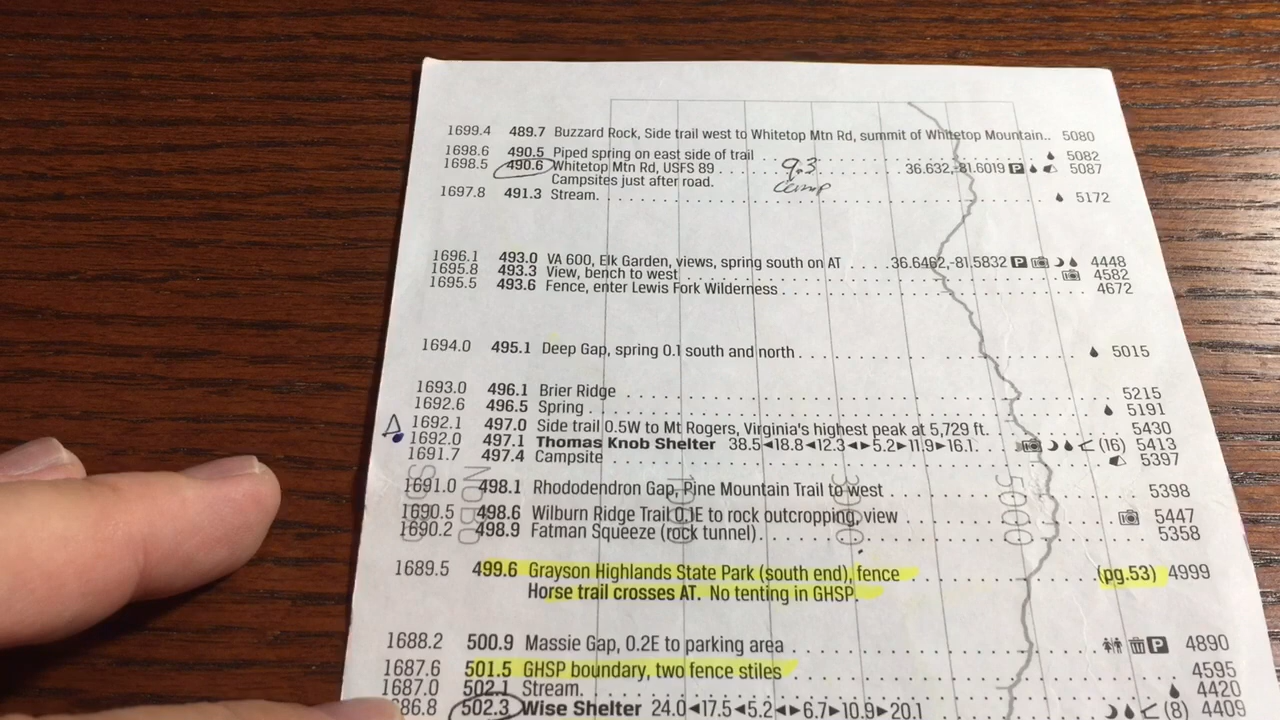 1699.4 489.7 Buzzard Rock, Side trail west to Whitetop Mtn Rd, summit of Whitetop Mountain.. 5080
1698.6 490.5 Piped spring on east side of trail 5082
1698.5 490.6 Whitetop Mtn Rd, USFS 89 9.3 36.632,-81.6019 P 5087
Campsites just after road. camp
1697.8 491.3 Stream. 5172
1696.1 493.0 VA 600, Elk Garden, views, spring south on AT 36.6462,-81.5832 P 4448
1695.8 493.3 View, bench to west 4582
1695.5 493.6 Fence, enter Lewis Fork Wilderness 4672
1694.0 495.1 Deep Gap, spring 0.1 south and north 5015
1693.0 496.1 Brier Ridge 5215
1692.6 496.5 Spring 5191
1692.1 497.0 Side trail 0.5W to Mt Rogers, Virginia's highest peak at 5,729 ft. 5430
1692.0 497.1 Thomas Knob Shelter 38.5◄18.8◄12.3◄►5.2►11.9►16.1. (16) 5413
1691.7 497.4 Campsite 5397
SOBO NOBO 1000 3000 5000
1691.0 498.1 Rhododendron Gap, Pine Mountain Trail to west 5398
1690.5 498.6 Wilburn Ridge Trail 0.1E to rock outcropping, view 5447
1690.2 498.9 Fatman Squeeze (rock tunnel). 5358
1689.5 499.6 Grayson Highlands State Park (south end), fence (pg.53) 4999
Horse trail crosses AT. No tenting in GHSP.
1688.2 500.9 Massie Gap, 0.2E to parking area P 4890
1687.6 501.5 GHSP boundary, two fence stiles 4595
1687.0 502.1 Stream. 4420
86.8 502.3 Wise Shelter 24.0◄17.5◄5.2◄►6.7►10.9►20.1 (8) 4409